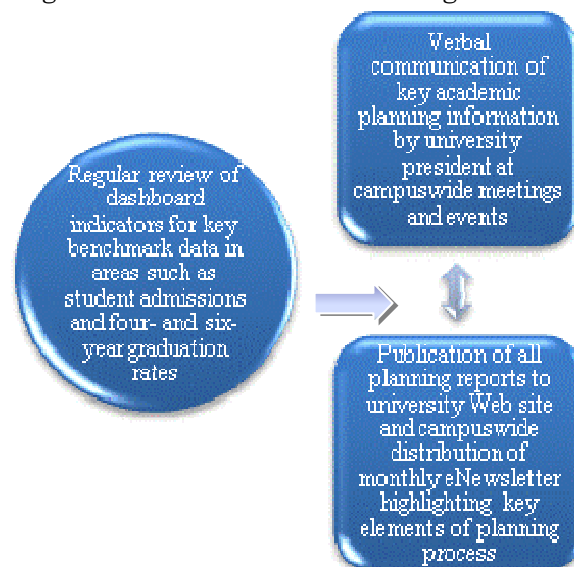 Regular review of
dashboard
indicators for key
benchmark data in
areas such as
student admissions
and four- and six-
year graduation
rates
Verbal
communication of
key academic
planning information
by university
president at
campuswide meetings
and events
Publication of all
planning reports to
university Web site
and campuswide
distribution of
monthly eNewsletter
highlighting key
elements of planning
process